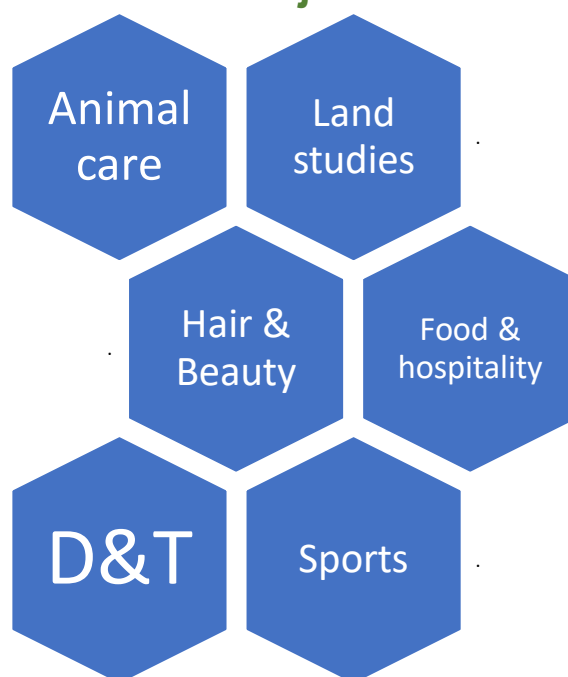 Animal
care
Land
studies
Hair &
Beauty
Food &
hospitality
D&T
Sports